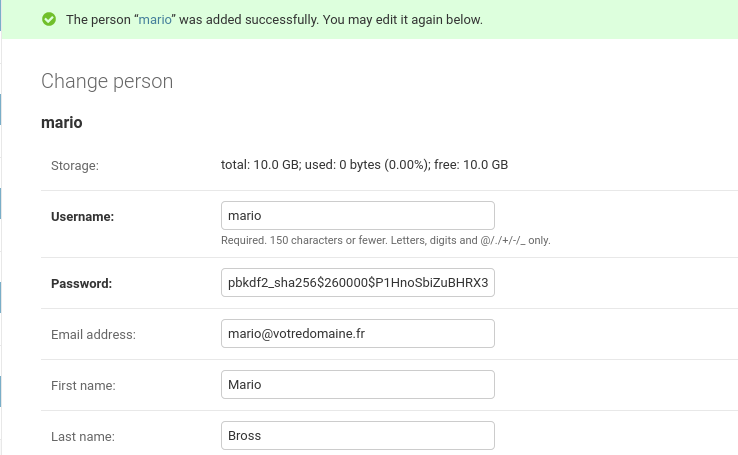 The person “mario” was added successfully. You may edit it again below.
Change person
mario
Storage: total: 10.0 GB; used: 0 bytes (0.00%); free: 10.0 GB
Username: mario
Required. 150 characters or fewer. Letters, digits and @/./+/-/_ only.
Password: pbkdf2_sha256$260000$P1HnoSbiZuBHRX3
Email address: mario@votredomaine.fr
First name: Mario
Last name: Bross